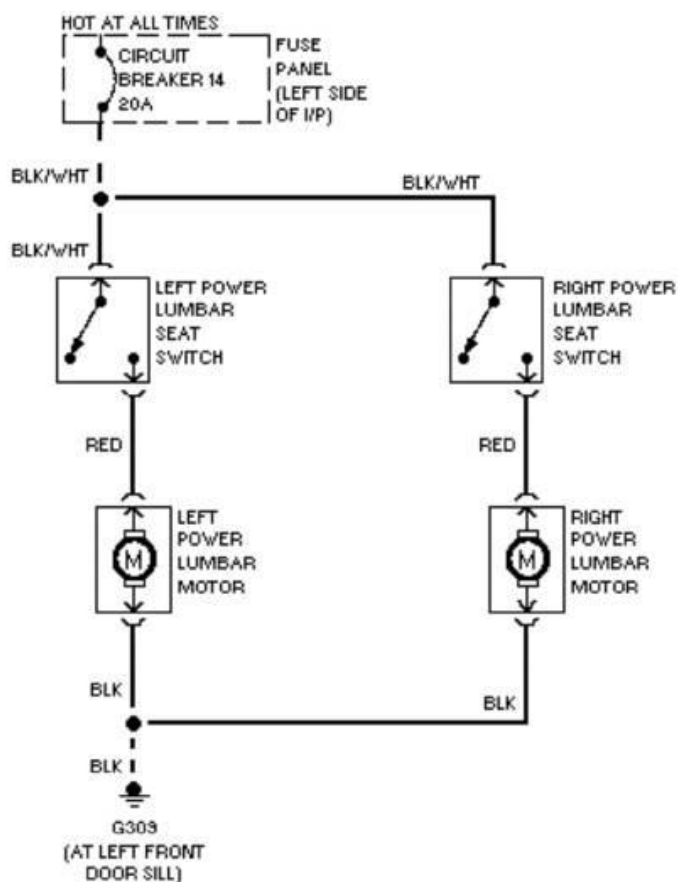 HOT AT ALL TIMES
CIRCUIT
BREAKER 14
20A
FUSE
PANEL
(LEFT SIDE
OF I/P)
BLK/WHT
BLK/WHT
BLK/WHT
LEFT POWER
LUMBAR
SEAT
SWITCH
RIGHT POWER
LUMBAR
SEAT
SWITCH
RED
RED
LEFT
POWER
LUMBAR
MOTOR
M
RIGHT
POWER
LUMBAR
MOTOR
M
BLK
BLK
BLK
G309
(AT LEFT FRONT
DOOR SILL)